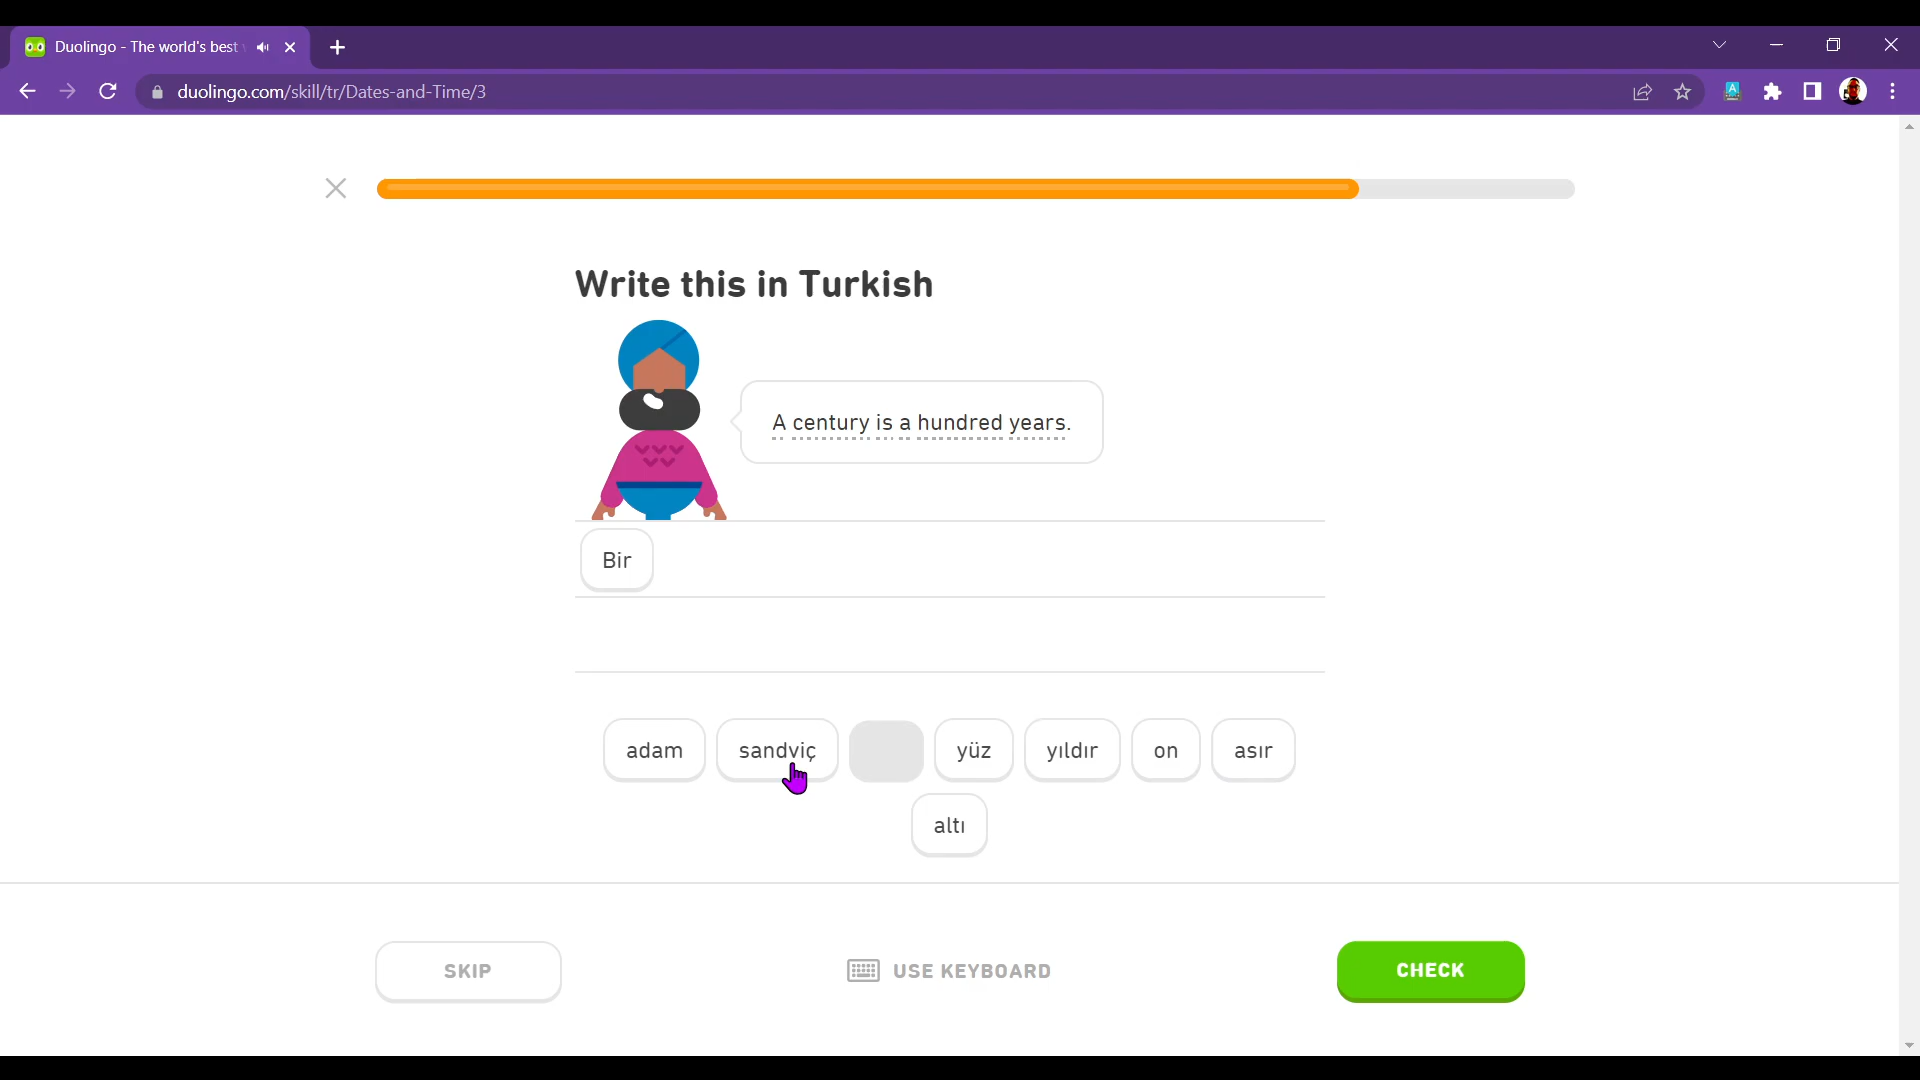 Duolingo - The world's best
duolingo.com/skill/tr/Dates-and-Time/3
Write this in Turkish
A century is a hundred years.
Bir
adam sandviç yüz yıldır on asır
altı
SKIP USE KEYBOARD CHECK